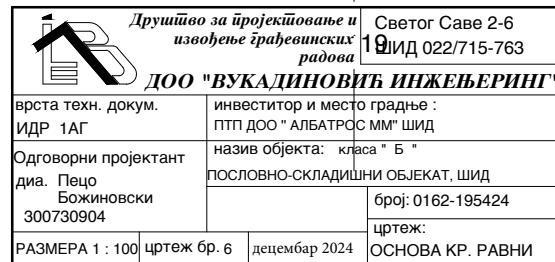 Друштво за пројектовање и
извођење грађевинских
радова
Светог Саве 2-6
19
ШИД 022/715-763
ДОО "ВУКАДИНОВИЋ ИНЖЕЊЕРИНГ"
врста техн. докум.
ИДР 1АГ
инвеститор и место градње :
ПТП ДОО " АЛБАТРОС ММ" ШИД
Одговорни пројектант
диа. Пецо
Божиновски
300730904
назив објекта: класа " Б "
ПОСЛОВНО-СКЛАДИШНИ ОБЈЕКАТ, ШИД
број: 0162-195424
РАЗМЕРА 1 : 100
цртеж бр. 6
децембар 2024
цртеж:
ОСНОВА КР. РАВНИ